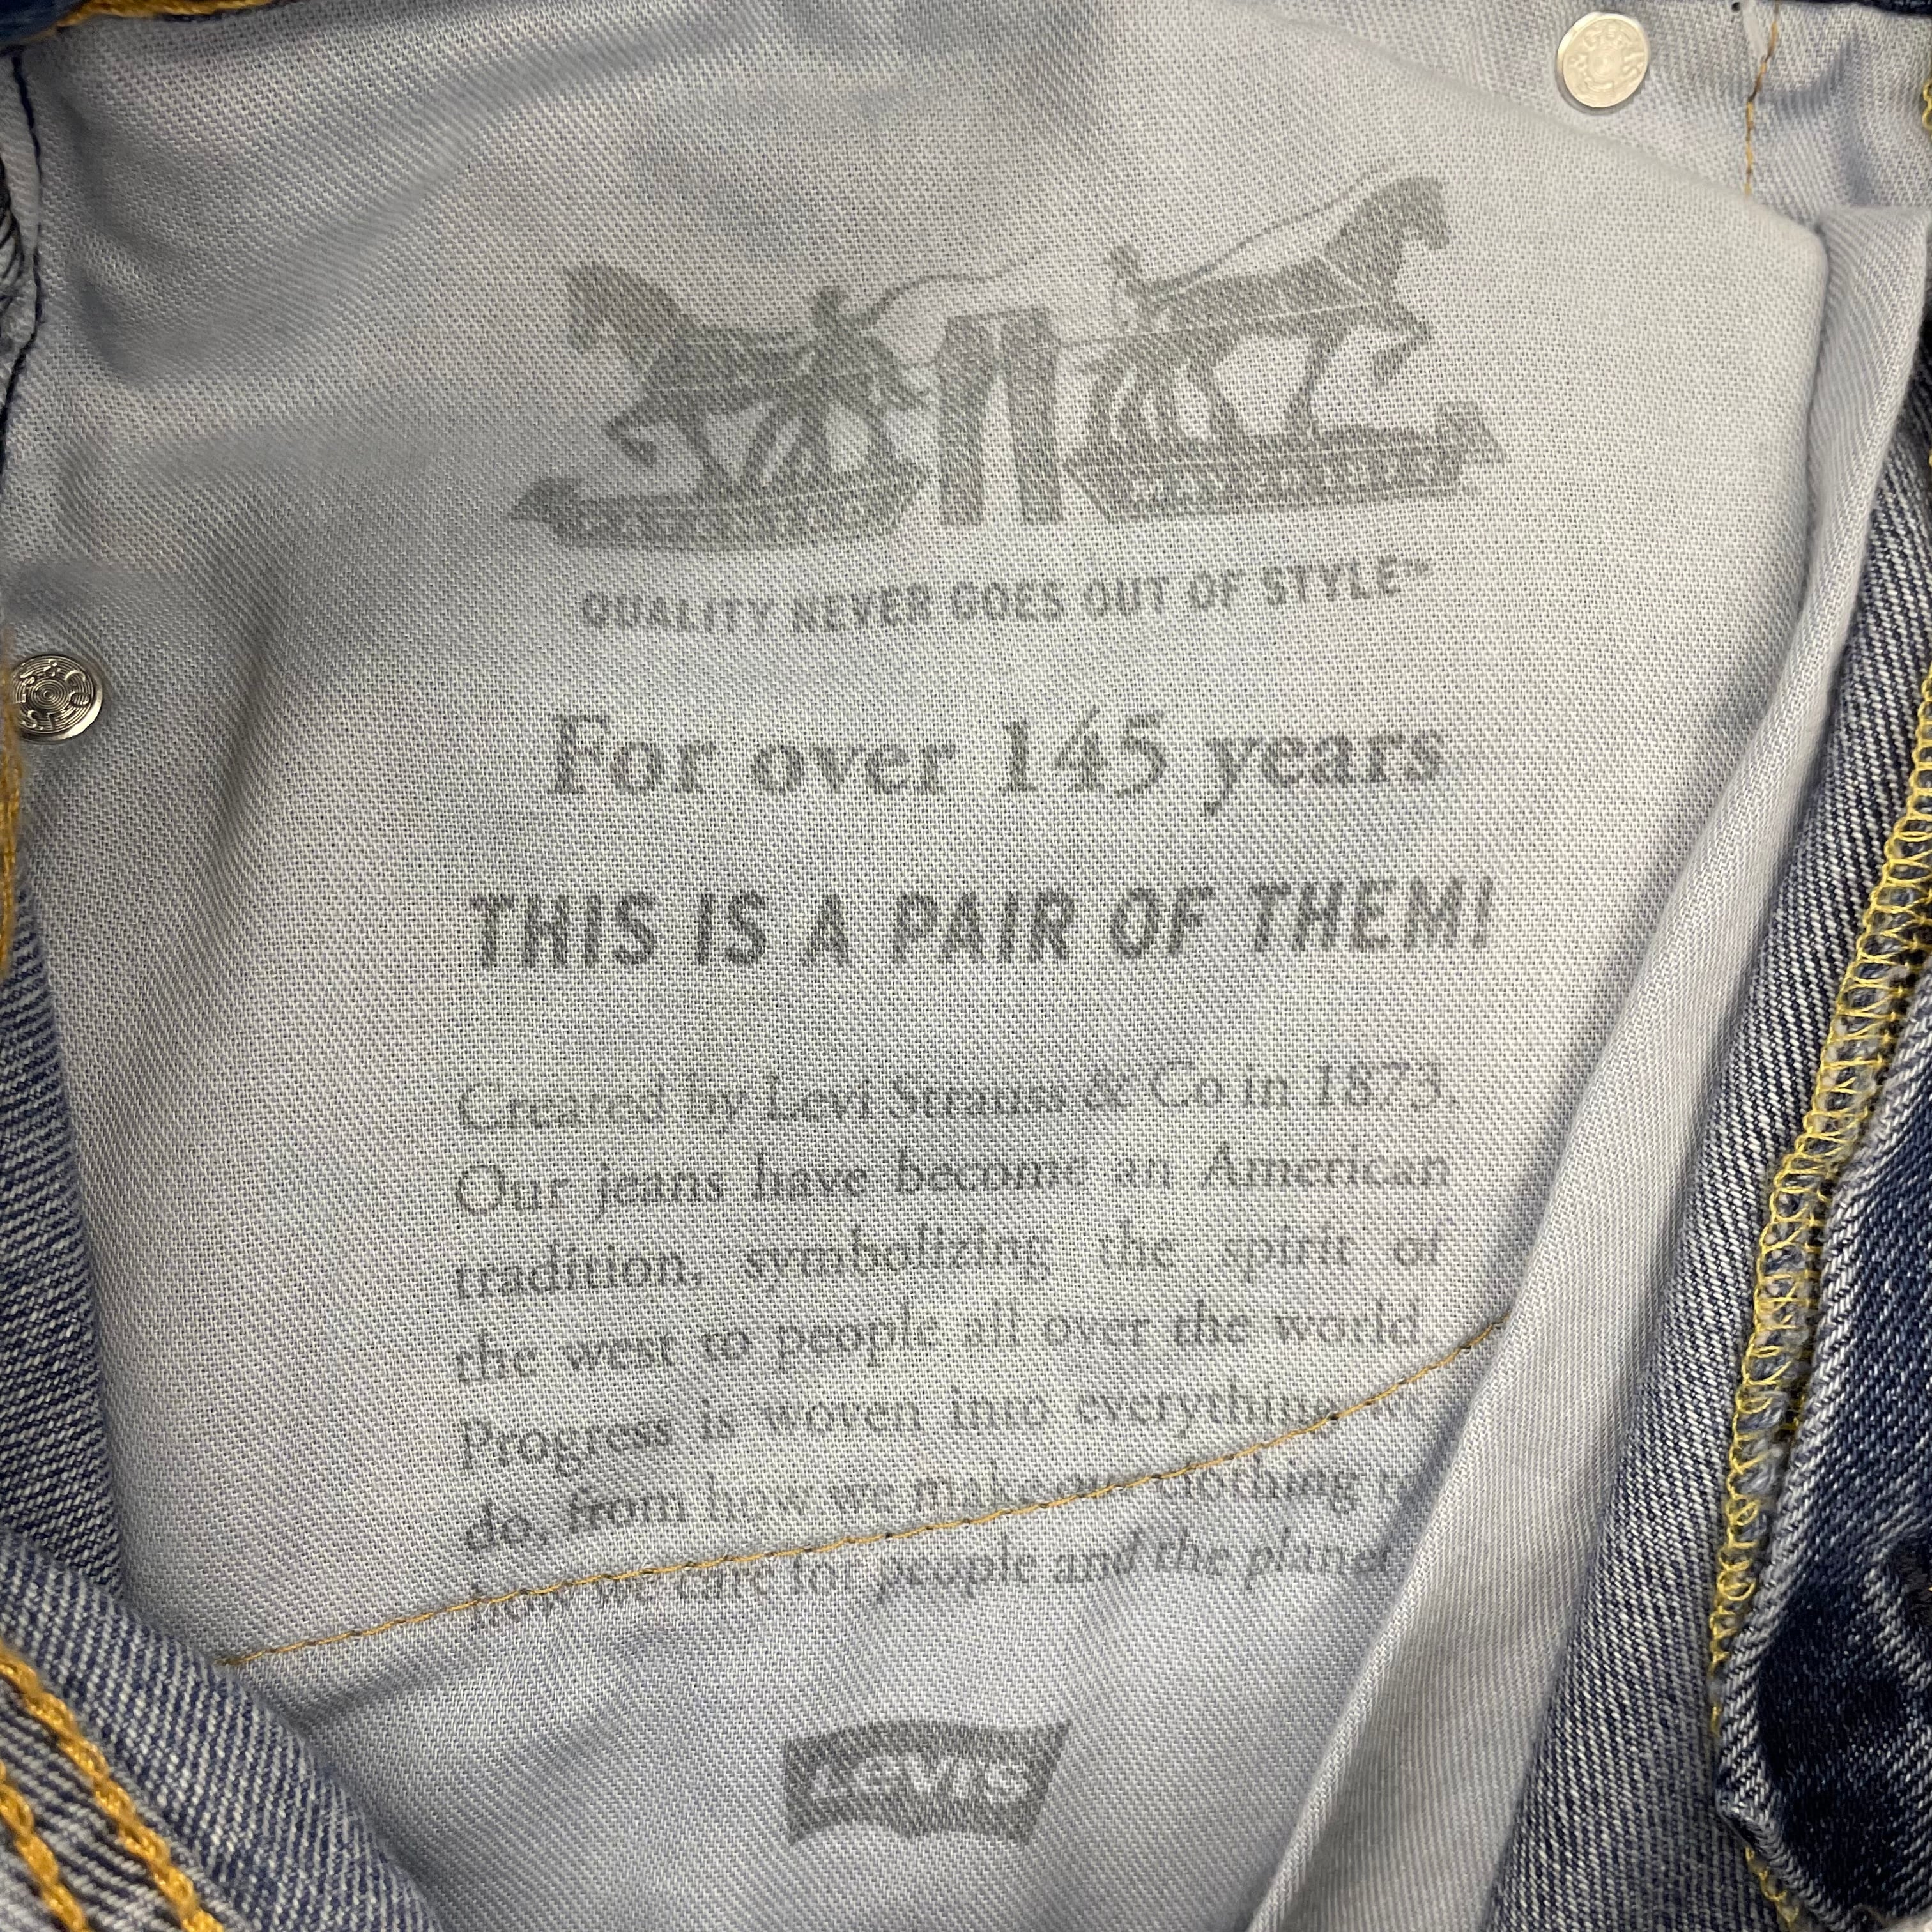 QUALITY NEVER GOES OUT OF STYLE™
For over 145 years
THIS IS A PAIR OF THEM!
Created by Levi Strauss & Co in 1873.
Our jeans have become an American
tradition, symbolizing the spirit of
the west to people all over the world.
Progress is woven into everything we
do, from how we make clothing
how we care for people and the planet
Levi's